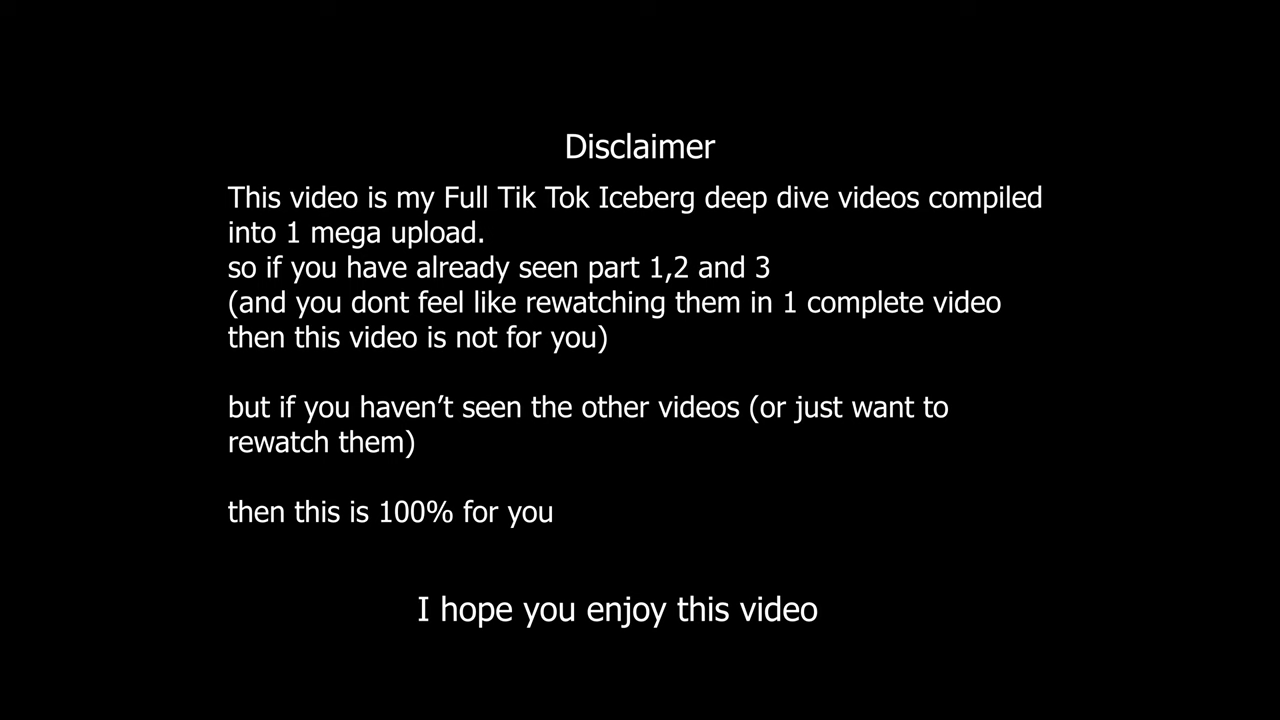 Disclaimer
This video is my Full Tik Tok Iceberg deep dive videos compiled
into 1 mega upload.
so if you have already seen part 1,2 and 3
(and you dont feel like rewatching them in 1 complete video
then this video is not for you)
but if you haven’t seen the other videos (or just want to
rewatch them)
then this is 100% for you
I hope you enjoy this video